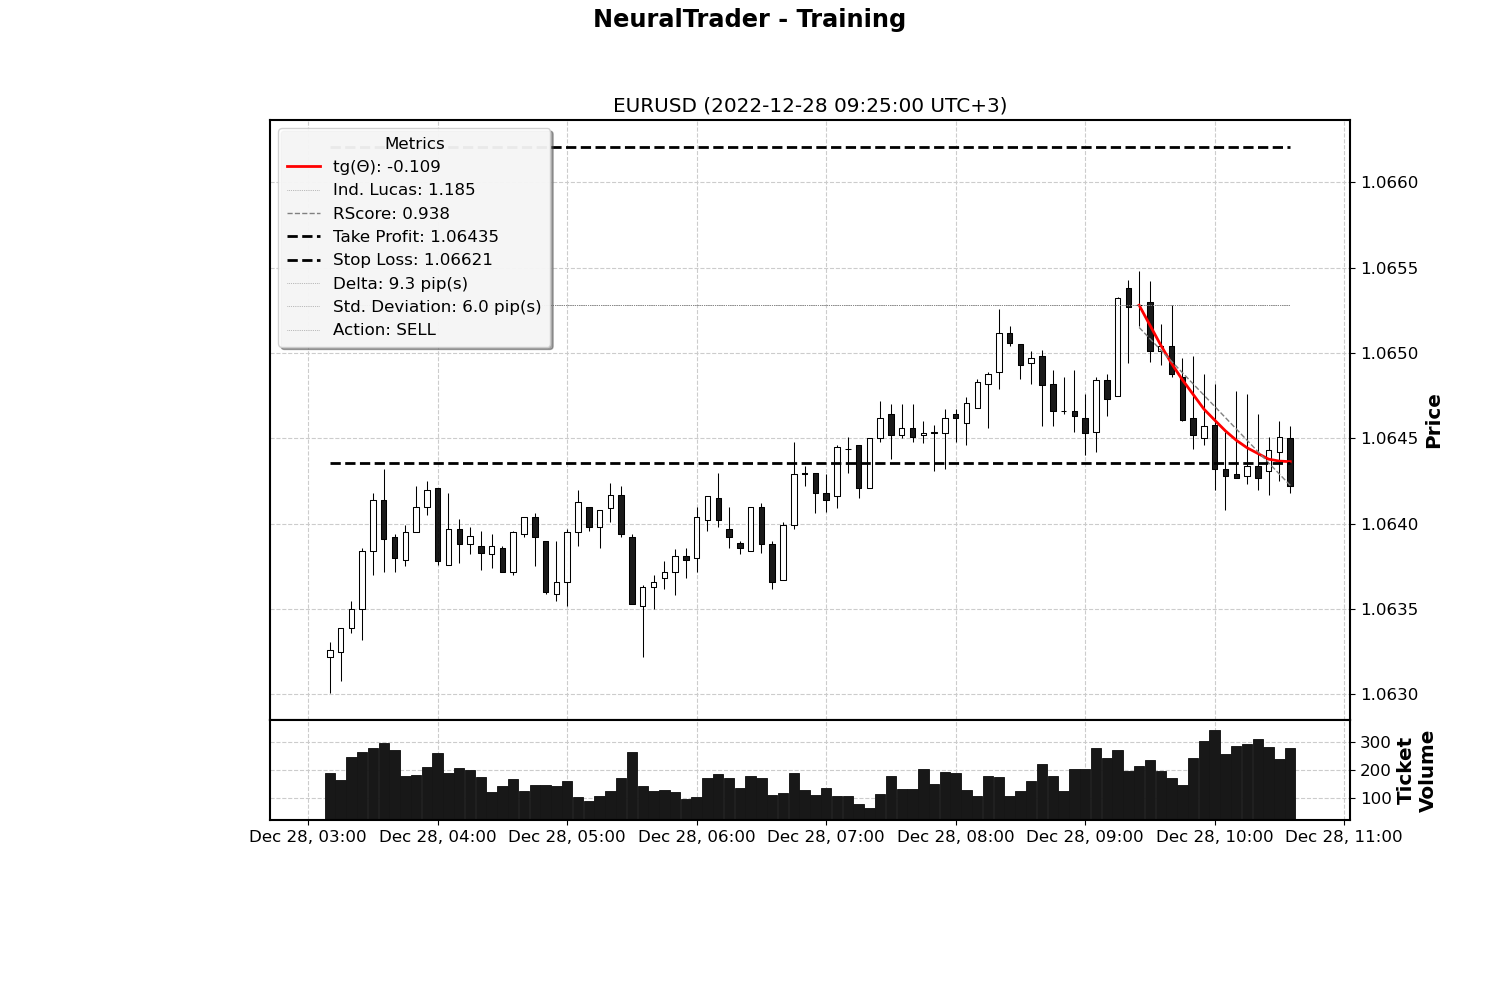 NeuralTrader - Training
EURUSD (2022-12-28 09:25:00 UTC+3)
Metrics
tg(Θ): -0.109
Ind. Lucas: 1.185
RScore: 0.938
Take Profit: 1.06435
Stop Loss: 1.06621
Delta: 9.3 pip(s)
Std. Deviation: 6.0 pip(s)
Action: SELL
1.0660
1.0655
1.0650
1.0645
1.0640
1.0635
1.0630
Price
300
200
100
Ticket
Volume
Dec 28, 03:00 Dec 28, 04:00 Dec 28, 05:00 Dec 28, 06:00 Dec 28, 07:00 Dec 28, 08:00 Dec 28, 09:00 Dec 28, 10:00 Dec 28, 11:00